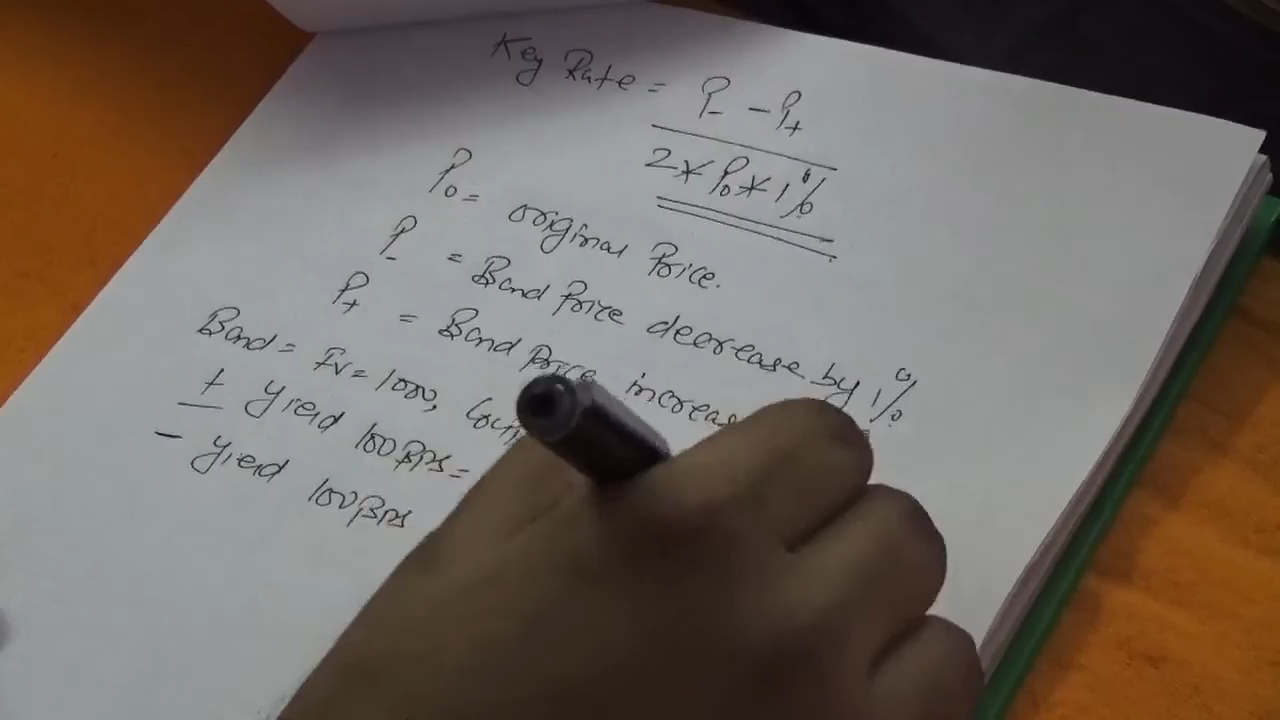 Key Rate = P- - P+
2 * P0 * 1%
P0 = original Price.
P- = Bond Price decrease by 1%
P+ = Bond Price increase
Bond = Fv = 1000,
+ Yield 100 BPS =
- Yield 100 BPS